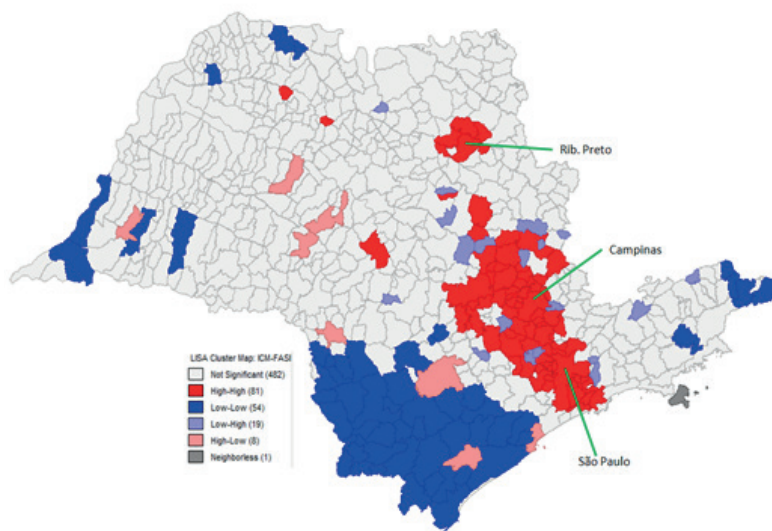 Rib. Preto
Campinas
LISA Cluster Map: ICM-FASI
Not Significant (482)
High-High (81)
Low-Low (54)
Low-High (19)
High-Low (8)
Neighborless (1)
São Paulo